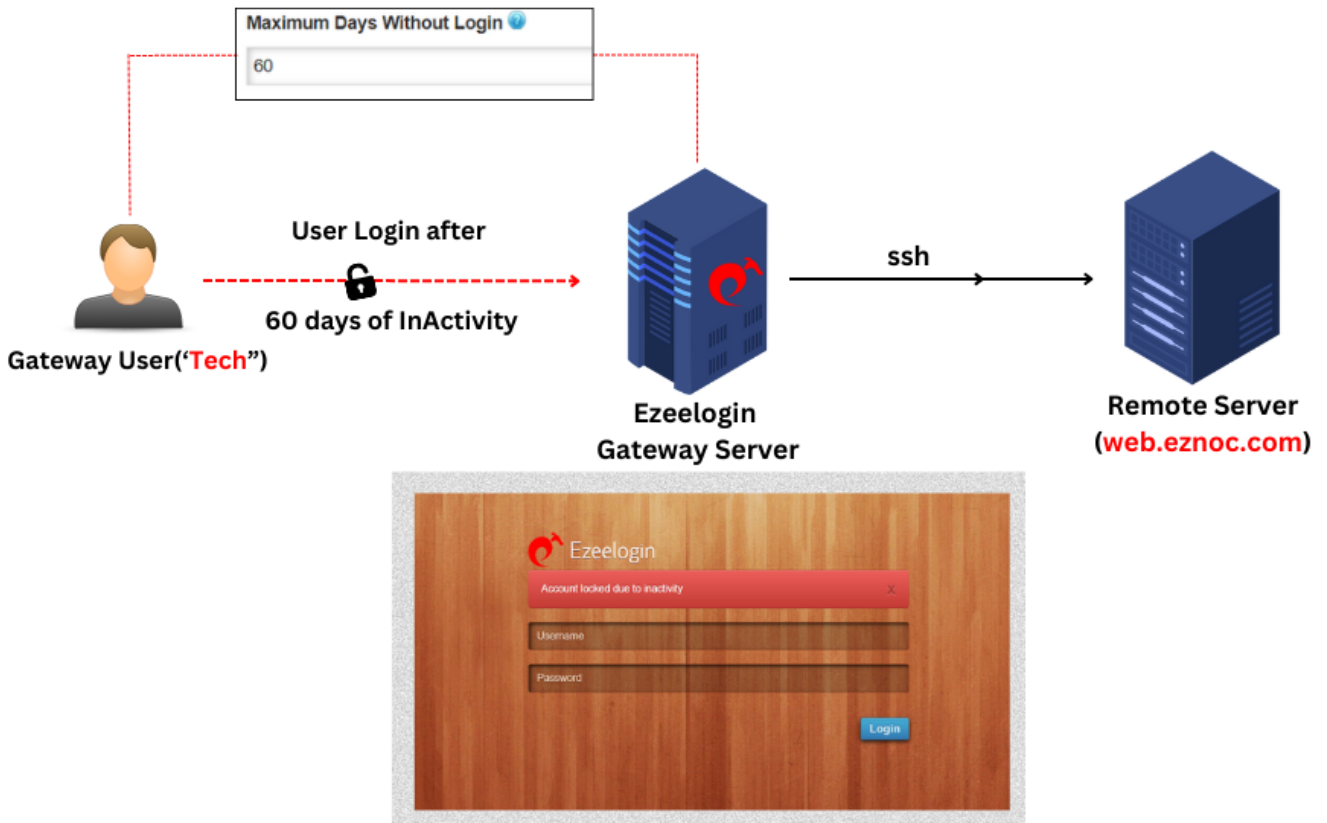 Maximum Days Without Login ?
60
User Login after
60 days of InActivity
ssh
Gateway User(‘Tech”)
Ezeelogin
Gateway Server
Remote Server
(web.eznoc.com)
Ezeelogin
Account locked due to inactivity X
Username
Password
Login